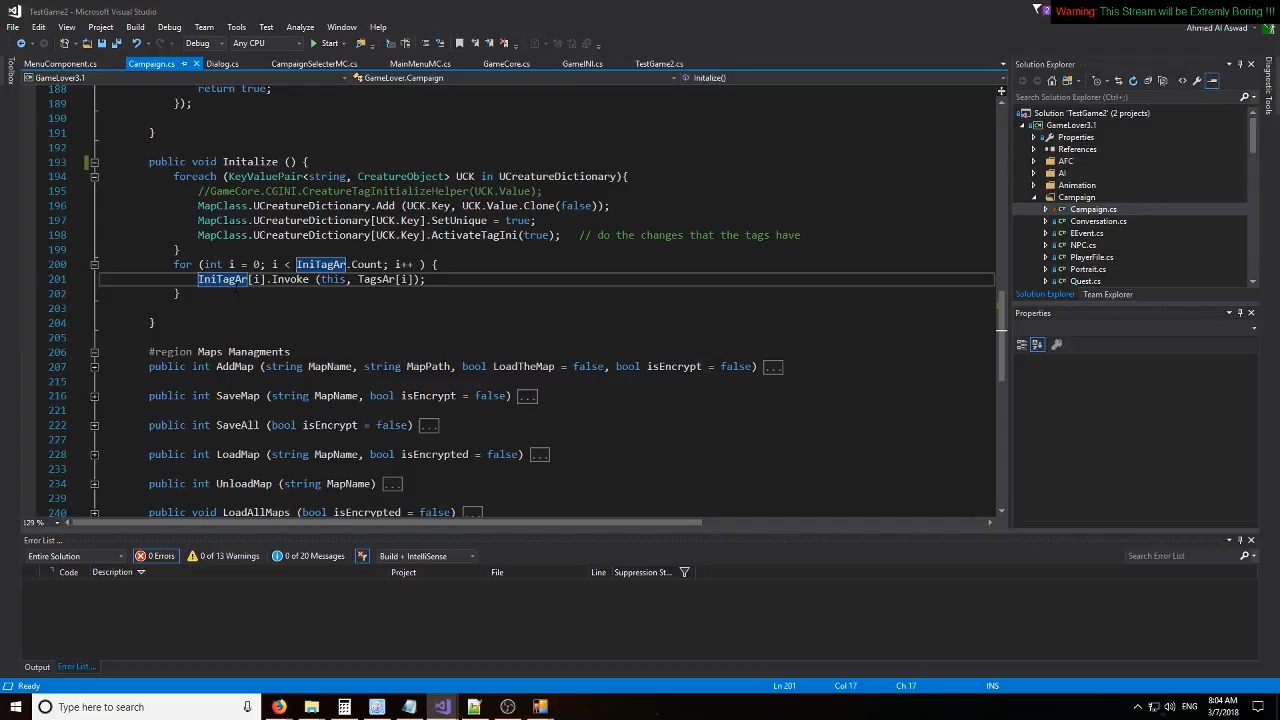 TestGame2 - Microsoft Visual Studio
2
Warning: This Stream will be Extremly Boring !!!
File Edit View Project Build Debug Team Tools Test Analyze Window Help
Ahmed Al Aswad
Debug Any CPU Start
MenuComponent.cs Campaign.cs Dialog.cs CampaignSelecterMC.cs MainMenuMC.cs GameCore.cs GameINI.cs TestGame2.cs
GameLover3.1 GameLover.Campaign Initalize()
Toolbox
188 return true;
189 });
190
191 }
192
193 public void Initalize () {
194 foreach (KeyValuePair<string, CreatureObject> UCK in UCreatureDictionary){
195 //GameCore.CGINI.CreatureTagInitializeHelper(UCK.Value);
196 MapClass.UCreatureDictionary.Add (UCK.Key, UCK.Value.Clone(false));
197 MapClass.UCreatureDictionary[UCK.Key].SetUnique = true;
198 MapClass.UCreatureDictionary[UCK.Key].ActivateTagIni(true); // do the changes that the tags have
199 }
200 for (int i = 0; i < IniTagAr.Count; i++ ) {
201 IniTagAr[i].Invoke (this, TagsAr[i]);
202 }
203
204 }
205
206 #region Maps Managments
207 public int AddMap (string MapName, string MapPath, bool LoadTheMap = false, bool isEncrypt = false) ...
215
216 public int SaveMap (string MapName, bool isEncrypt = false) ...
221
222 public int SaveAll (bool isEncrypt = false) ...
227
228 public int LoadMap (string MapName, bool isEncrypted = false) ...
233
234 public int UnloadMap (string MapName) ...
239
240 public void LoadAllMaps (bool isEncrypted = false) ...
129 %
Solution Explorer
Search Solution Explorer (Ctrl+;)
Solution 'TestGame2' (2 projects)
GameLover3.1
Properties
References
AFC
AI
Animation
Campaign
Campaign.cs
Conversation.cs
EEvent.cs
NPC.cs
PlayerFile.cs
Portrait.cs
Quest.cs
Solution Explorer Team Explorer
Properties
Diagnostic Tools
Error List ...
Entire Solution 0 Errors 0 of 13 Warnings 0 of 20 Messages Build + IntelliSense
Search Error List
Code Description Project File Line Suppression St...
Output Error List ...
Ready Ln 201 Col 17 Ch 17 INS
Type here to search
ENG
8:04 AM
3/7/2018